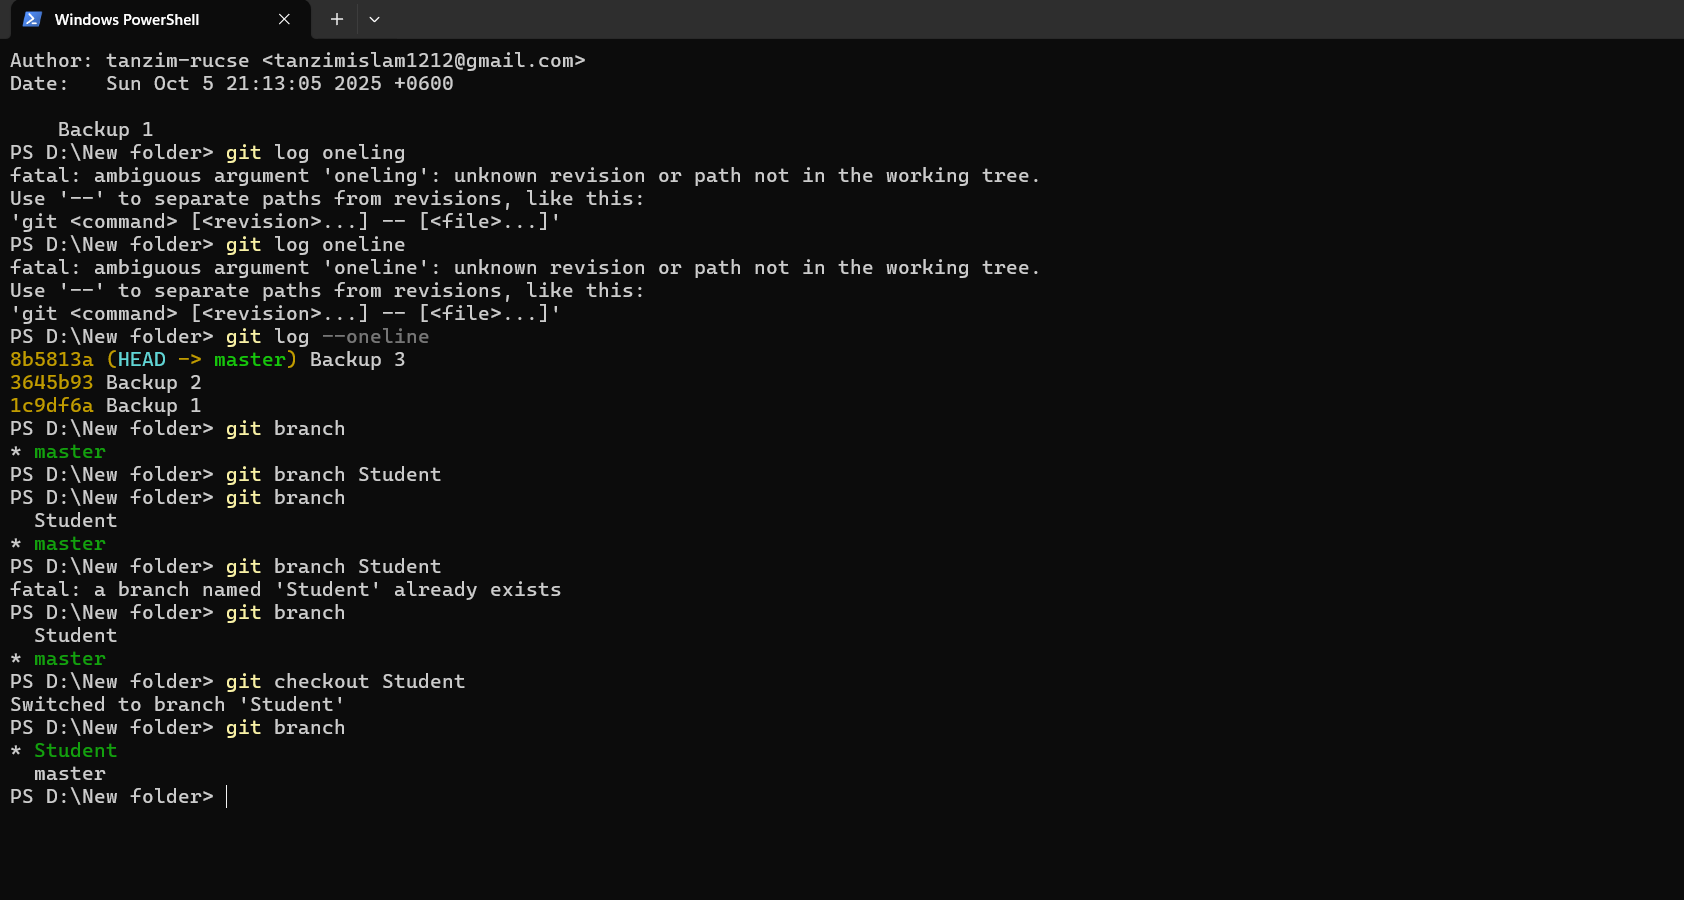 Windows PowerShell
Author: tanzim-rucse <tanzimislam1212@gmail.com>
Date:   Sun Oct 5 21:13:05 2025 +0600
    Backup 1
PS D:\New folder> git log oneling
fatal: ambiguous argument 'oneling': unknown revision or path not in the working tree.
Use '--' to separate paths from revisions, like this:
'git <command> [<revision>...] -- [<file>...]'
PS D:\New folder> git log oneline
fatal: ambiguous argument 'oneline': unknown revision or path not in the working tree.
Use '--' to separate paths from revisions, like this:
'git <command> [<revision>...] -- [<file>...]'
PS D:\New folder> git log --oneline
8b5813a (HEAD -> master) Backup 3
3645b93 Backup 2
1c9df6a Backup 1
PS D:\New folder> git branch
* master
PS D:\New folder> git branch Student
PS D:\New folder> git branch
  Student
* master
PS D:\New folder> git branch Student
fatal: a branch named 'Student' already exists
PS D:\New folder> git branch
  Student
* master
PS D:\New folder> git checkout Student
Switched to branch 'Student'
PS D:\New folder> git branch
* Student
  master
PS D:\New folder>